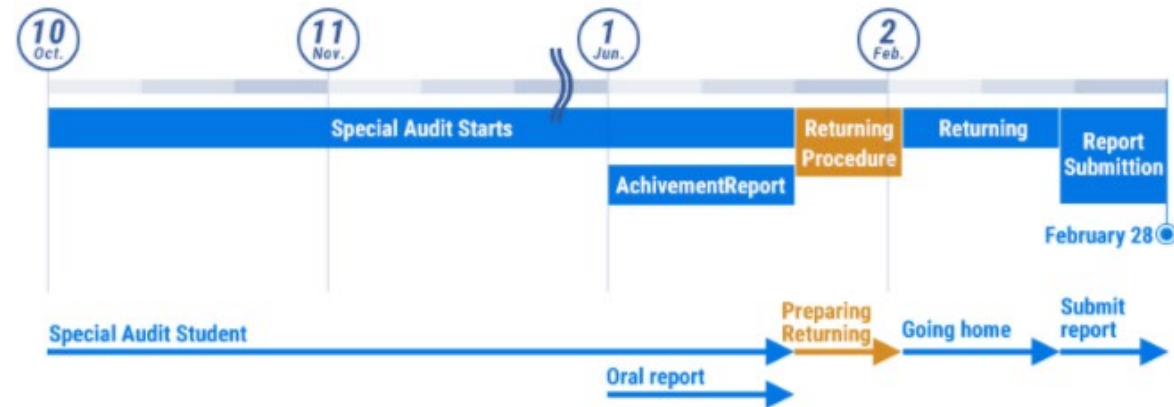 10
Oct.
11
Nov.
1
Jun.
2
Feb.
Special Audit Starts
Returning
Procedure
Returning
Report
Submittion
AchivementReport
February 28
Special Audit Student
Preparing
Returning
Going home
Submit
report
Oral report